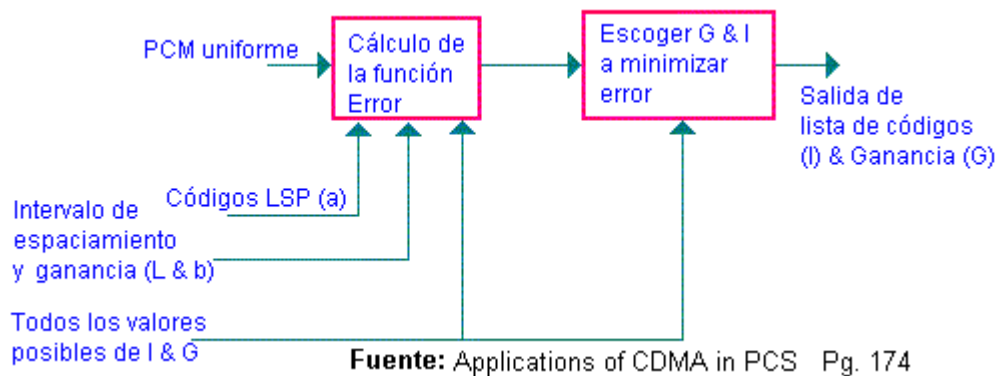 PCM uniforme
Cálculo de
la función
Error
Escoger G & I
a minimizar
error
Salida de
lista de códigos
(I) & Ganancia (G)
Códigos LSP (a)
Intervalo de
espaciamiento
y ganancia (L & b)
Todos los valores
posibles de I & G
Fuente: Applications of CDMA in PCS Pg. 174